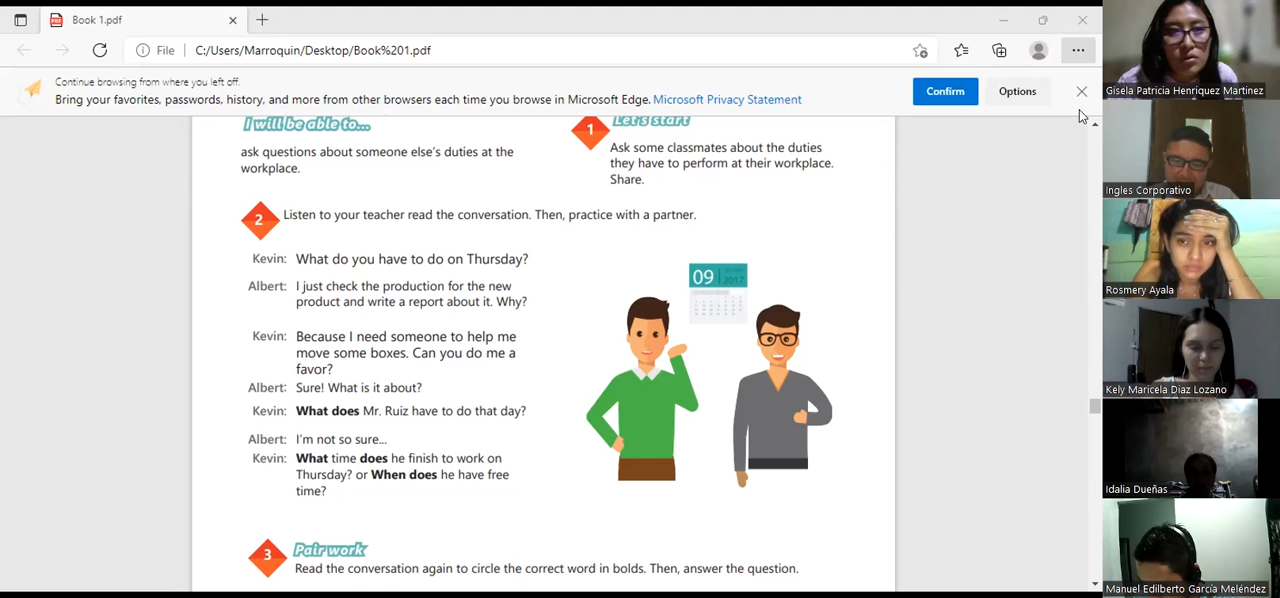 Book 1.pdf
File C:/Users/Marroquin/Desktop/Book%201.pdf
Continue browsing from where you left off.
Bring your favorites, passwords, history, and more from other browsers each time you browse in Microsoft Edge. Microsoft Privacy Statement
Confirm
Options
I will be able to...
ask questions about someone else's duties at the
workplace.
1
Let's start
Ask some classmates about the duties
they have to perform at their workplace.
Share.
2
Listen to your teacher read the conversation. Then, practice with a partner.
Kevin: What do you have to do on Thursday?
Albert: I just check the production for the new
product and write a report about it. Why?
Kevin: Because I need someone to help me
move some boxes. Can you do me a
favor?
Albert: Sure! What is it about?
Kevin: What does Mr. Ruiz have to do that day?
Albert: I'm not so sure...
Kevin: What time does he finish to work on
Thursday? or When does he have free
time?
09
2017
3
Pair work
Read the conversation again to circle the correct word in bolds. Then, answer the question.
Gisela Patricia Henriquez Martinez
Ingles Corporativo
Rosmery Ayala
Kely Maricela Diaz Lozano
Idalia Dueñas
Manuel Edilberto García Meléndez